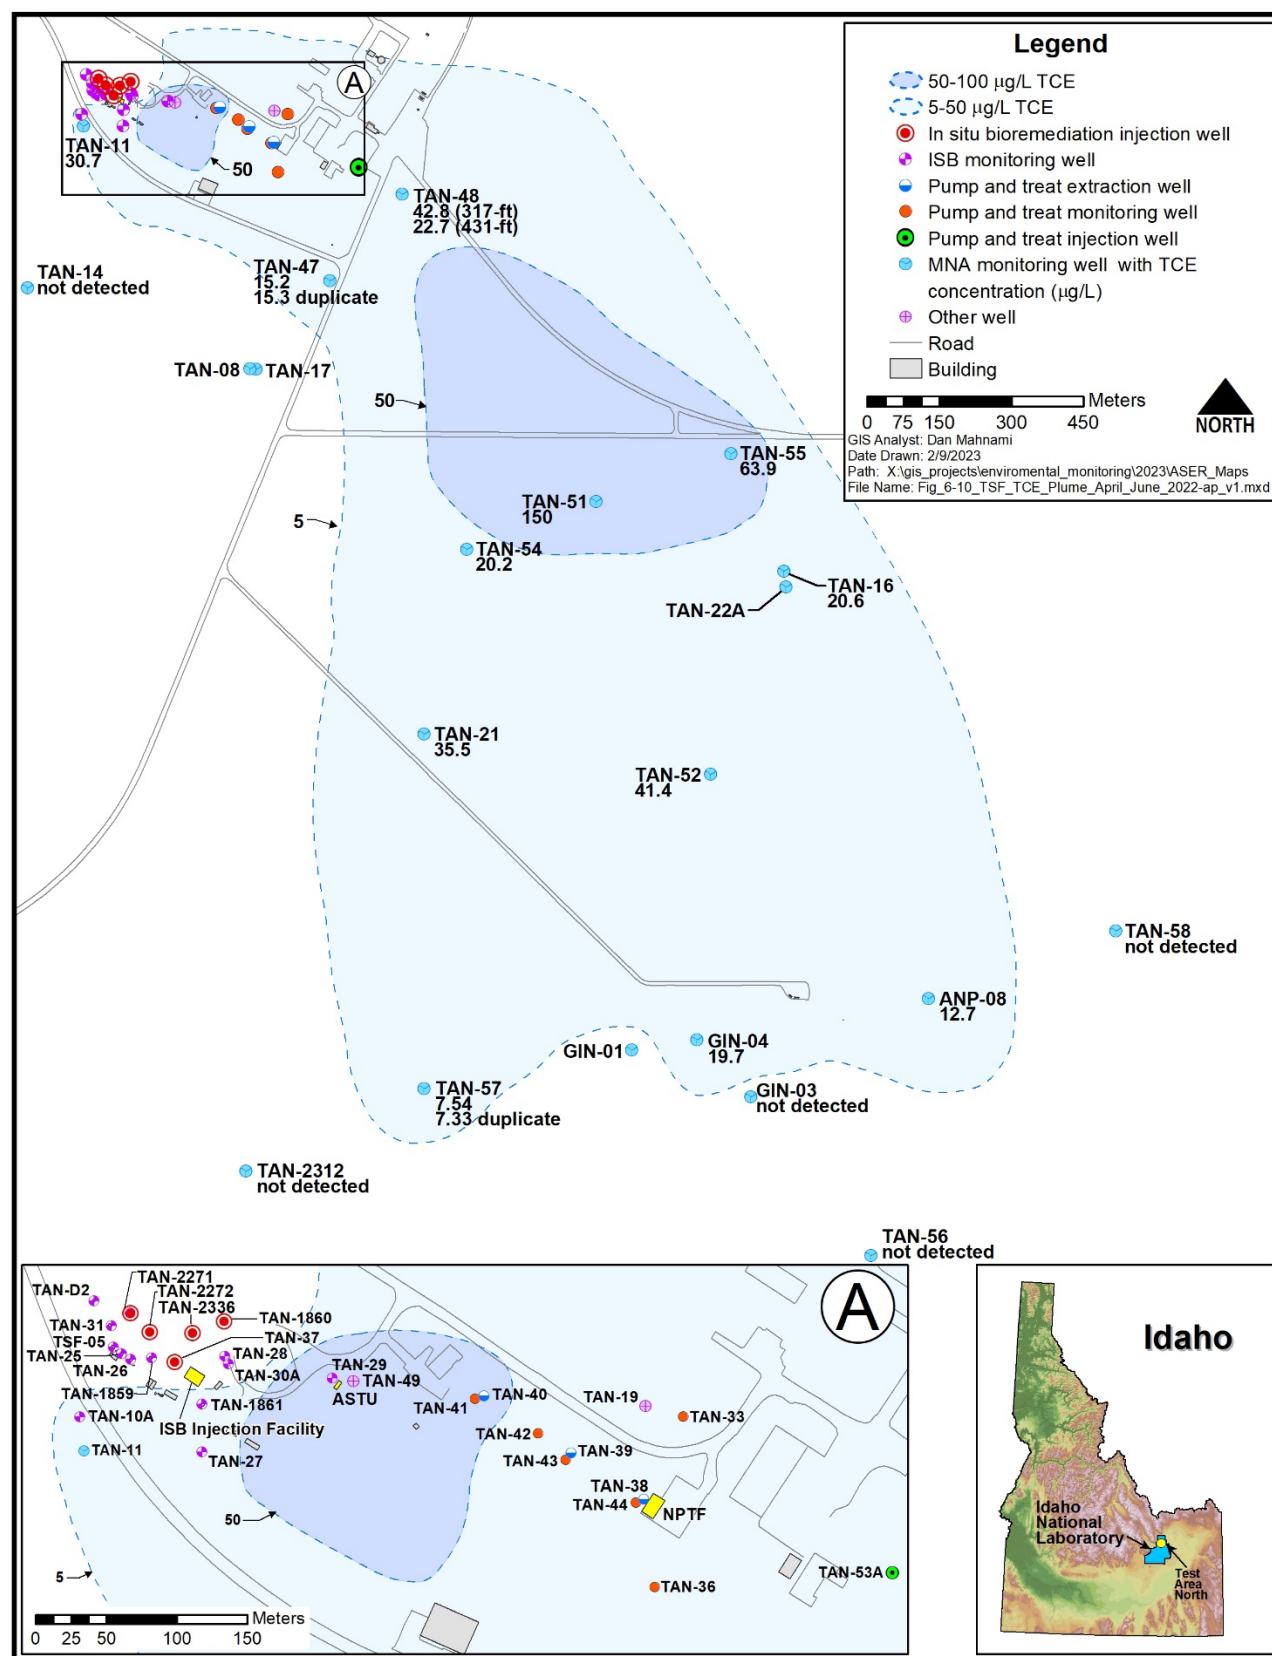 Legend
50-100 µg/L TCE
5-50 µg/L TCE
In situ bioremediation injection well
ISB monitoring well
Pump and treat extraction well
Pump and treat monitoring well
Pump and treat injection well
MNA monitoring well with TCE
concentration (µg/L)
Other well
Road
Building
Meters
0 75 150 300 450
NORTH
GIS Analyst: Dan Mahnami
Date Drawn: 2/9/2023
Path: X:\gis_projects\enviromental_monitoring\2023\ASER_Maps
File Name: Fig_6-10_TSF_TCE_Plume_April_June_2022-ap_v1.mxd
A
TAN-11
30.7
50
TAN-48
42.8 (317-ft)
22.7 (431-ft)
TAN-14
not detected
TAN-47
15.2
15.3 duplicate
TAN-08
TAN-17
50
TAN-55
63.9
TAN-51
150
5
TAN-54
20.2
TAN-16
20.6
TAN-22A
TAN-21
35.5
TAN-52
41.4
TAN-58
not detected
ANP-08
12.7
GIN-01
GIN-04
19.7
GIN-03
not detected
TAN-57
7.54
7.33 duplicate
TAN-2312
not detected
TAN-56
not detected
A
TAN-2271
TAN-2272
TAN-2336
TAN-D2
TAN-1860
TAN-31
TAN-37
TSF-05
TAN-25
TAN-28
TAN-26
TAN-30A
TAN-29
TAN-49
ASTU
TAN-1859
TAN-1861
TAN-10A
ISB Injection Facility
TAN-11
TAN-27
TAN-40
TAN-41
TAN-19
TAN-33
TAN-42
TAN-39
TAN-43
TAN-38
TAN-44
NPTF
50
TAN-53A
5
TAN-36
Meters
0 25 50 100 150
Idaho
Idaho
National
Laboratory
Test
Area
North